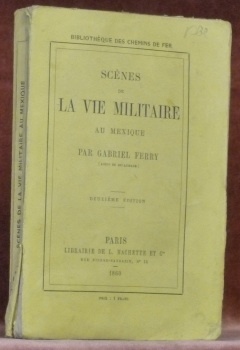 BIBLIOTHÈQUE DES CHEMINS DE FER
SCÈNES
DE
LA VIE MILITAIRE
AU MEXIQUE
PAR GABRIEL FERRY
DEUXIÈME ÉDITION
PARIS
LIBRAIRIE DE L. HACHETTE ET Cie
SCÈNES DE LA VIE MILITAIRE AU MEXIQUE